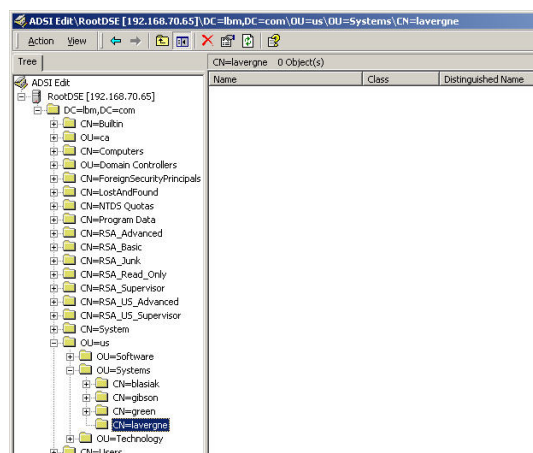 ADSI Edit\RootDSE [192.168.70.65]\DC=lbm,DC=com\OU=us\OU=Systems\CN=lavergne
Action View
Tree CN=lavergne 0 Object(s)
Name Class Distinguished Name
ADSI Edit
RootDSE [192.168.70.65]
DC=lbm,DC=com
CN=Builtin
OU=ca
CN=Computers
OU=Domain Controllers
CN=ForeignSecurityPrincipals
CN=LostAndFound
CN=NTDS Quotas
CN=Program Data
CN=RSA_Advanced
CN=RSA_Basic
CN=RSA_Junk
CN=RSA_Read_Only
CN=RSA_Supervisor
CN=RSA_US_Advanced
CN=RSA_US_Supervisor
CN=System
OU=us
OU=Software
OU=Systems
CN=blasiak
CN=gibson
CN=green
CN=lavergne
OU=Technology
CN=Users